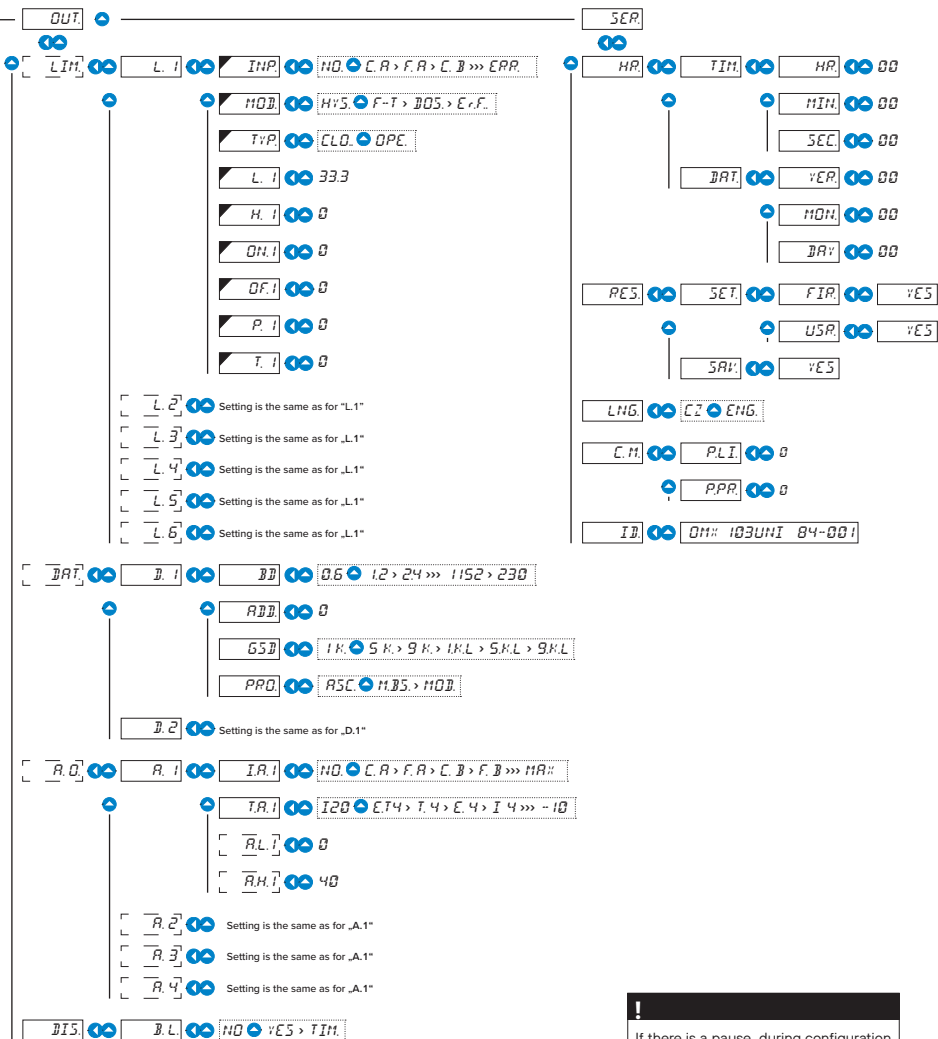 OUT. SER.
LIM. L. 1 INP. NO. C. A › F. A › C. B ››› ERR.
MOD. HYS. F-T › DOS. › E.r.F..
TYP. CLO.. OPE.
L. 1 33.3
H. 1 0
ON. 1 0
OF. 1 0
P. 1 0
T. 1 0
L. 2 Setting is the same as for "L.1"
L. 3 Setting is the same as for „L.1"
L. 4 Setting is the same as for „L.1"
L. 5 Setting is the same as for „L.1"
L. 6 Setting is the same as for „L.1"
DAT. D. 1 BD 0.6 1.2 › 2.4 ››› 1152 › 230
ADD. 0
GSD 1 K. 5 K. › 9 K. › 1.K.L › 5.K.L › 9.K.L
PRO. ASC. M.BS. › MOD.
D. 2 Setting is the same as for „D.1"
A. O. A. 1 I.A. 1 NO. C. A › F. A › C. B › F. B ››› MAX
T.A. 1 I20 E.T4 › T. 4 › E. 4 › I 4 ››› -10
A.L. 1 0
A.H. 1 40
A. 2 Setting is the same as for „A.1"
A. 3 Setting is the same as for „A.1"
A. 4 Setting is the same as for „A.1"
DIS. B. L. NO YES › TIM.
HR. TIM. HR. 00
MIN. 00
SEC. 00
DAT. YER. 00
MON. 00
DAY 00
RES. SET. FIR. YES
USR. YES
SAV. YES
LNG. CZ ENG.
C. M. P.L.I. 0
P.PR. 0
ID. OMX 103UNI 84-001
!
If there is a pause, during configuration